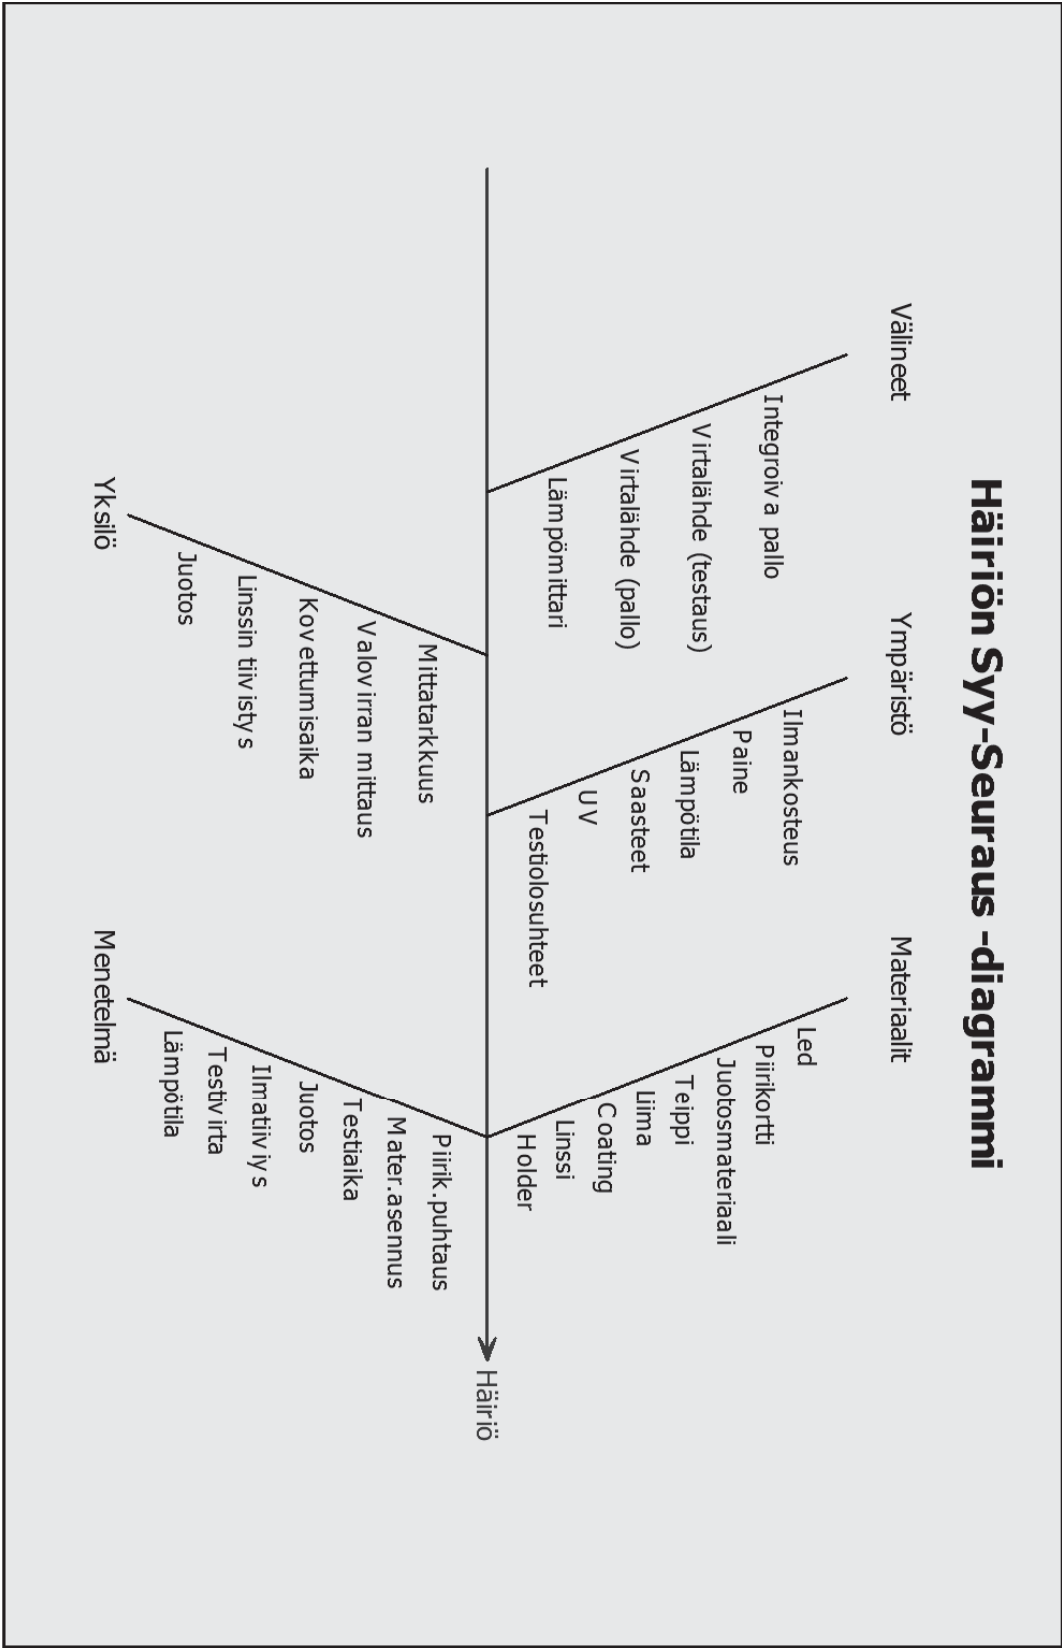 Häiriön Syy-Seuraus -diagrammi
Välineet
Integroiva pallo
Virtalähde (testaus)
Virtalähde (pallo)
Lämpömittari
Ympäristö
Ilmankosteus
Paine
Lämpötila
Saasteet
UV
Testiolosuhteet
Materiaalit
Led
Piirikortti
Juotosmateriaali
Teippi
Liima
Coating
Linssi
Holder
Häiriö
Mittatarkkuus
Valovirran mittaus
Kovettumisaika
Linssin tiivistys
Juotos
Yksilö
Piirik.puhtaus
Mater.asennus
Testiaika
Juotos
Ilmatiiviys
Testivirta
Lämpötila
Menetelmä